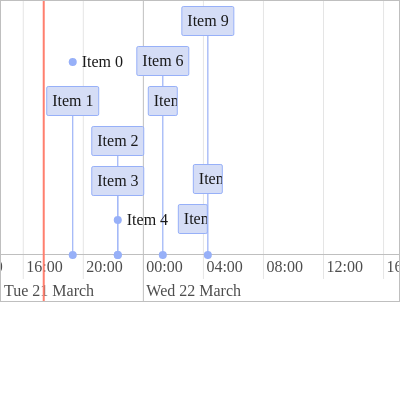 Item 9
Item 0
Item 6
Item 1
Item 2
Item 3
Item 4
16:00 20:00 00:00 04:00 08:00 12:00
Tue 21 March Wed 22 March